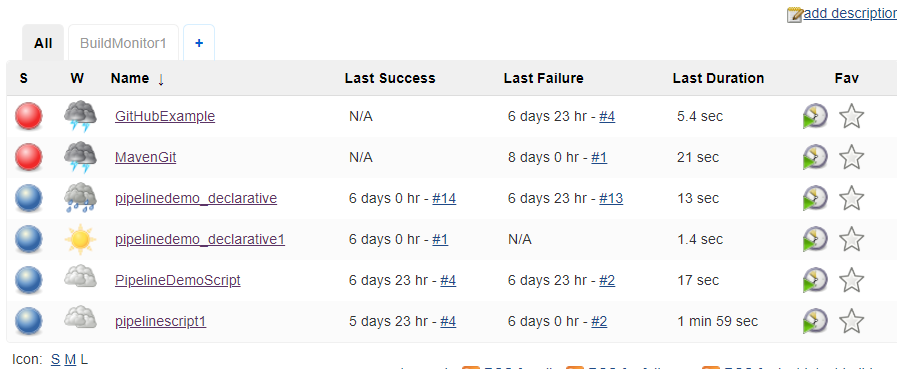 add description
All BuildMonitor1 +
S W Name ↓ Last Success Last Failure Last Duration Fav
GitHubExample N/A 6 days 23 hr - #4 5.4 sec
MavenGit N/A 8 days 0 hr - #1 21 sec
pipelinedemo_declarative 6 days 0 hr - #14 6 days 23 hr - #13 13 sec
pipelinedemo_declarative1 6 days 0 hr - #1 N/A 1.4 sec
PipelineDemoScript 6 days 23 hr - #4 6 days 23 hr - #2 17 sec
pipelinescript1 5 days 23 hr - #4 6 days 0 hr - #2 1 min 59 sec
Icon: S M L